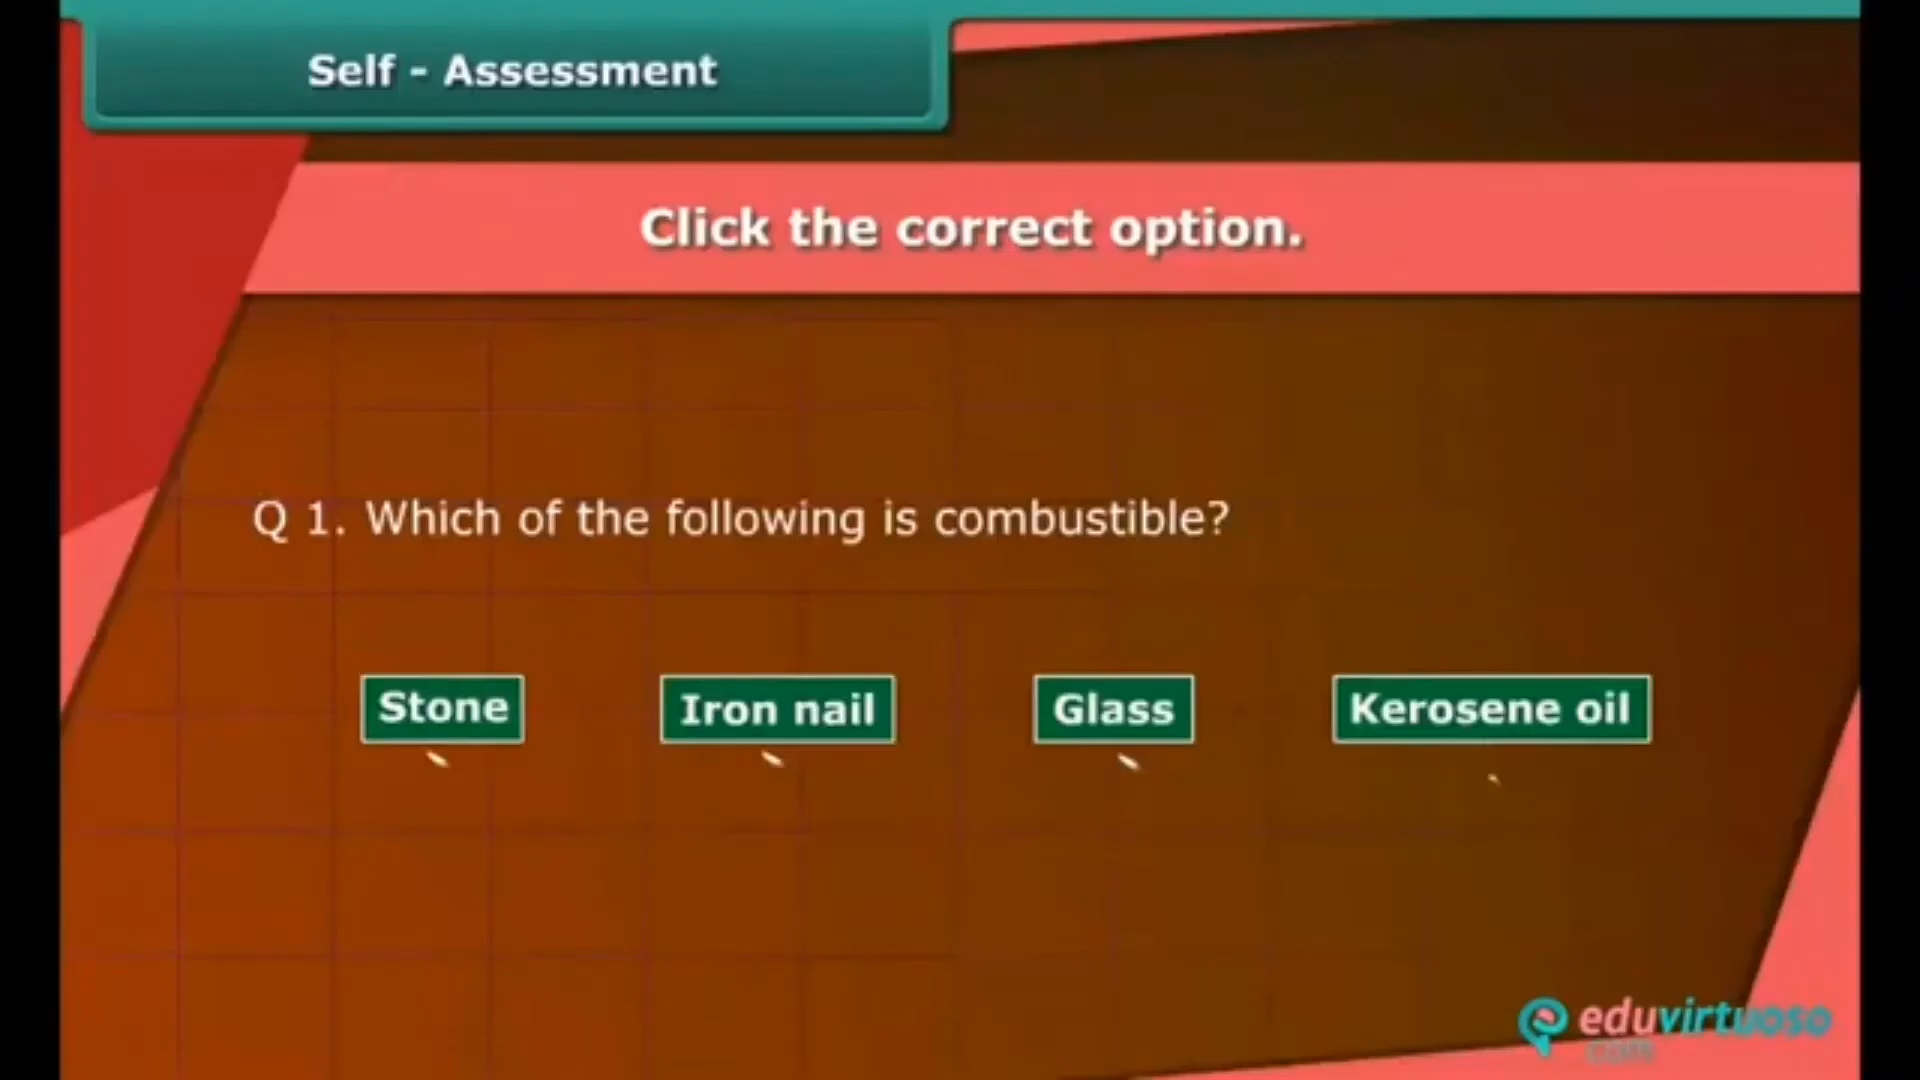 Self - Assessment
Click the correct option.
Q 1. Which of the following is combustible?
Stone Iron nail Glass Kerosene oil
eduvirtuoso
.com